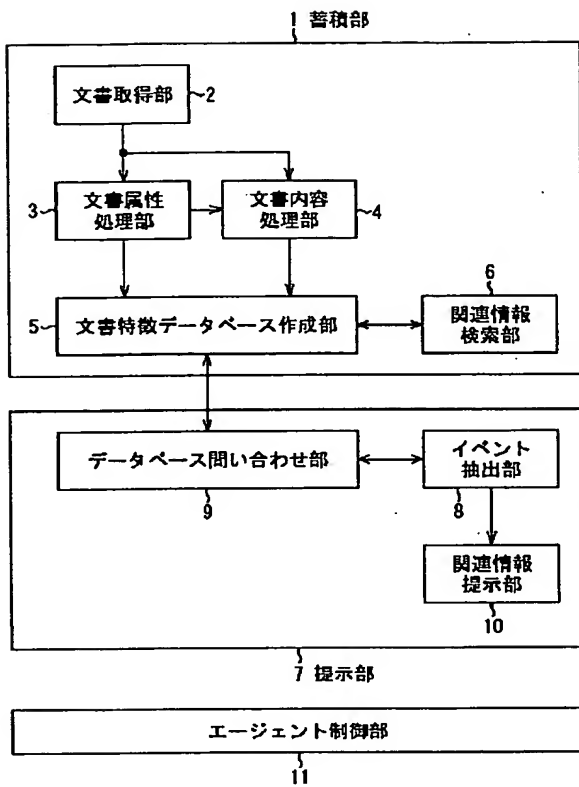 1 蓄積部
文書取得部
2
文書属性
処理部
3
文書内容
処理部
4
文書特徴データベース作成部
5
6
関連情報
検索部
データベース問い合わせ部
9
イベント
抽出部
8
関連情報
提示部
10
7 提示部
エージェント制御部
11